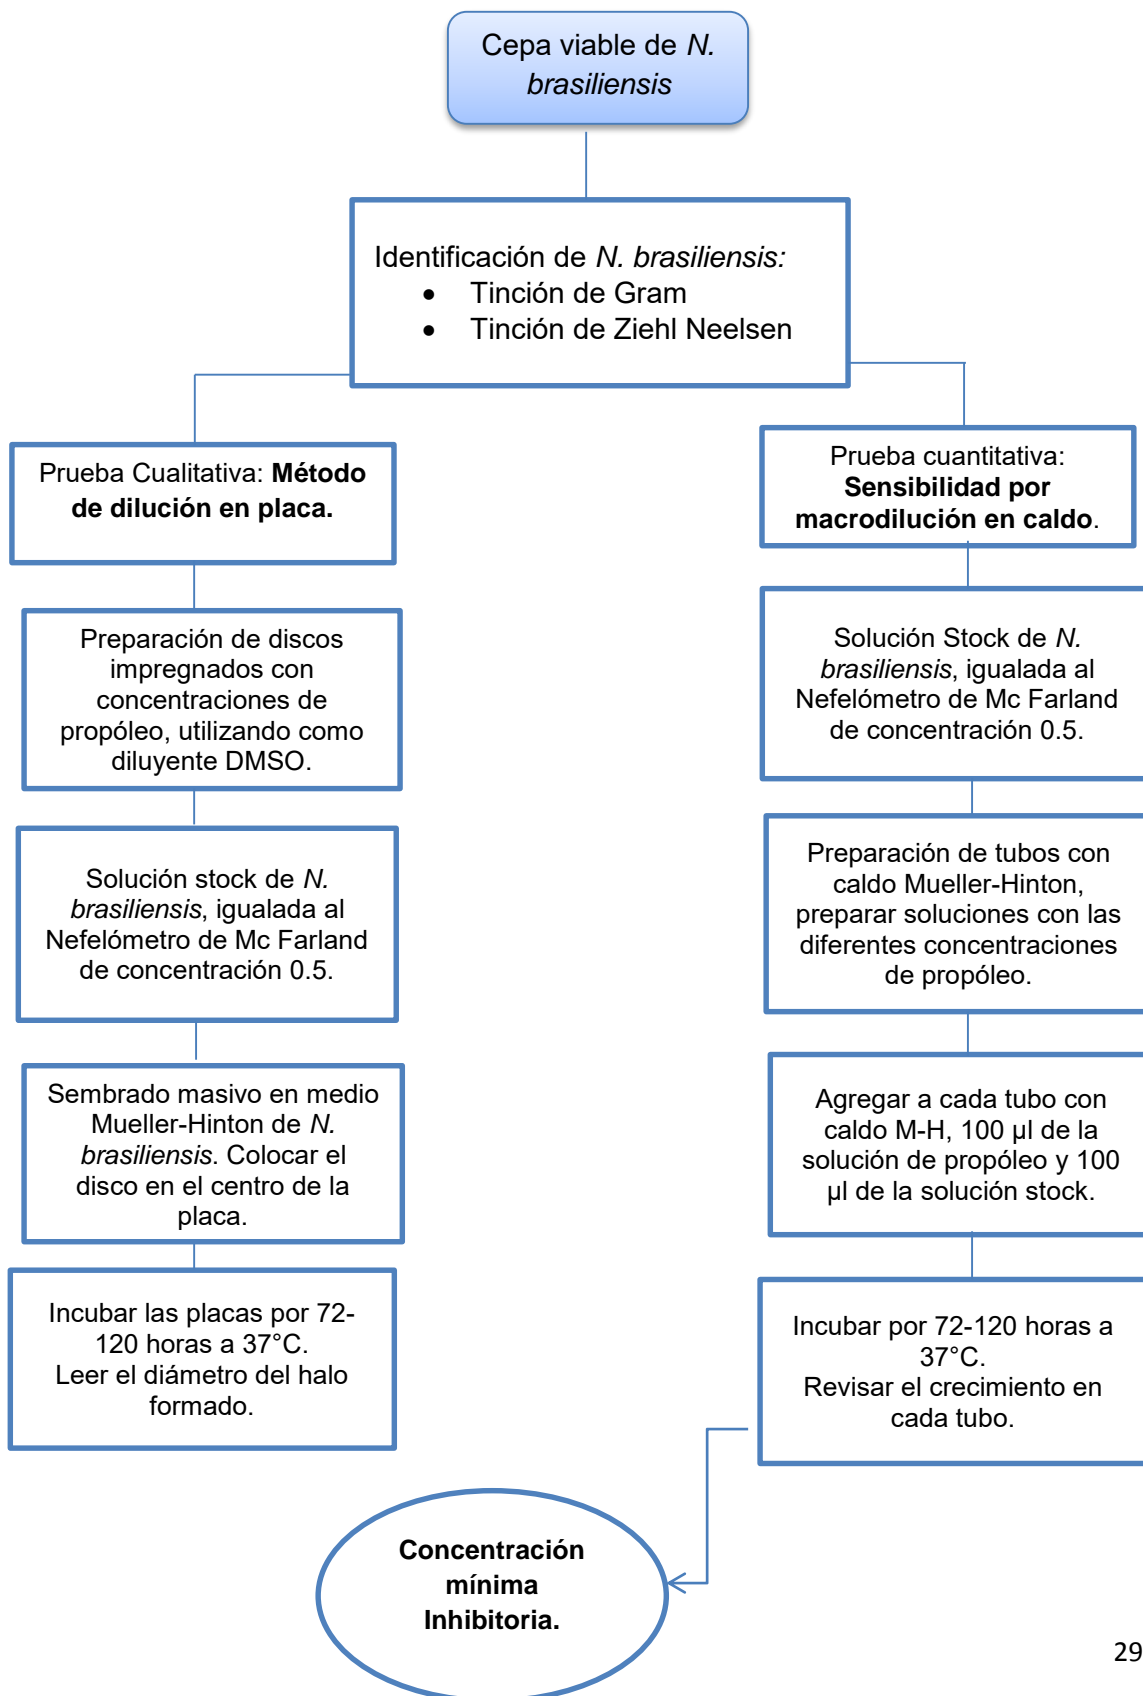 Cepa viable de N.
brasiliensis
Identificación de N. brasiliensis:
• Tinción de Gram
• Tinción de Ziehl Neelsen
Prueba Cualitativa: Método
de dilución en placa.
Preparación de discos
impregnados con
concentraciones de
propóleo, utilizando como
diluyente DMSO.
Solución stock de N.
brasiliensis, igualada al
Nefelómetro de Mc Farland
de concentración 0.5.
Sembrado masivo en medio
Mueller-Hinton de N.
brasiliensis. Colocar el
disco en el centro de la
placa.
Incubar las placas por 72-
120 horas a 37°C.
Leer el diámetro del halo
formado.
Prueba cuantitativa:
Sensibilidad por
macrodilución en caldo.
Solución Stock de N.
brasiliensis, igualada al
Nefelómetro de Mc Farland
de concentración 0.5.
Preparación de tubos con
caldo Mueller-Hinton,
preparar soluciones con las
diferentes concentraciones
de propóleo.
Agregar a cada tubo con
caldo M-H, 100 µl de la
solución de propóleo y 100
µl de la solución stock.
Incubar por 72-120 horas a
37°C.
Revisar el crecimiento en
cada tubo.
Concentración
mínima
Inhibitoria.
29